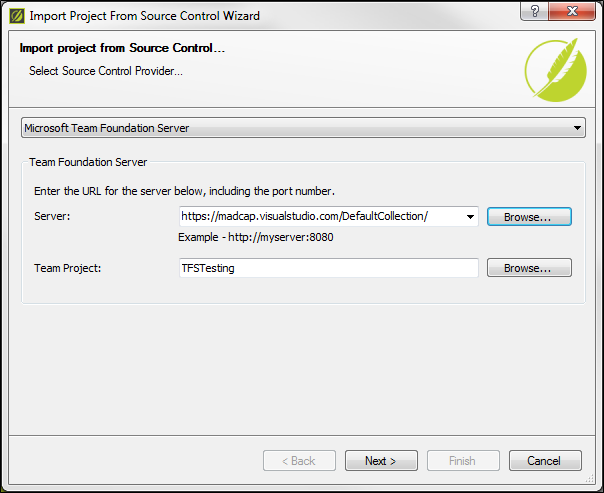 Import Project From Source Control Wizard
?
Import project from Source Control...
Select Source Control Provider...
Microsoft Team Foundation Server
Team Foundation Server
Enter the URL for the server below, including the port number.
Server: https://madcap.visualstudio.com/DefaultCollection/ Browse...
Example - http://myserver:8080
Team Project: TFSTesting Browse...
< Back Next > Finish Cancel